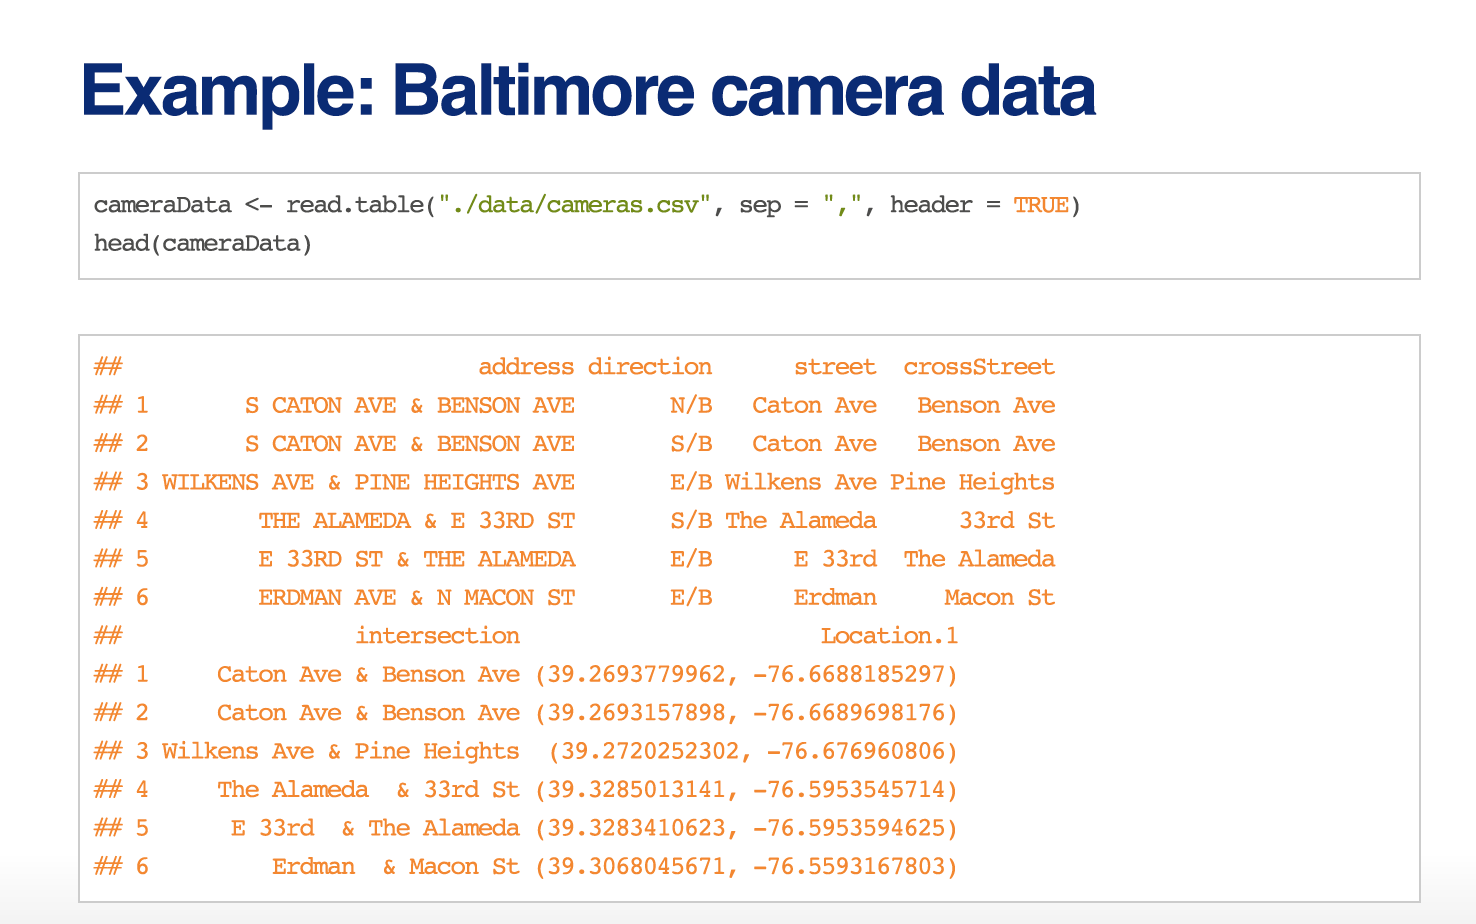 Example: Baltimore camera data
cameraData <- read.table("./data/cameras.csv", sep = ",", header = TRUE)
head(cameraData)
##                          address direction      street  crossStreet
## 1       S CATON AVE & BENSON AVE       N/B   Caton Ave   Benson Ave
## 2       S CATON AVE & BENSON AVE       S/B   Caton Ave   Benson Ave
## 3 WILKENS AVE & PINE HEIGHTS AVE       E/B Wilkens Ave Pine Heights
## 4        THE ALAMEDA & E 33RD ST       S/B The Alameda      33rd St
## 5        E 33RD ST & THE ALAMEDA       E/B      E 33rd  The Alameda
## 6        ERDMAN AVE & N MACON ST       E/B      Erdman     Macon St
##                 intersection                      Location.1
## 1     Caton Ave & Benson Ave (39.2693779962, -76.6688185297)
## 2     Caton Ave & Benson Ave (39.2693157898, -76.6689698176)
## 3 Wilkens Ave & Pine Heights  (39.2720252302, -76.676960806)
## 4     The Alameda  & 33rd St (39.3285013141, -76.5953545714)
## 5      E 33rd  & The Alameda (39.3283410623, -76.5953594625)
## 6         Erdman  & Macon St (39.3068045671, -76.5593167803)